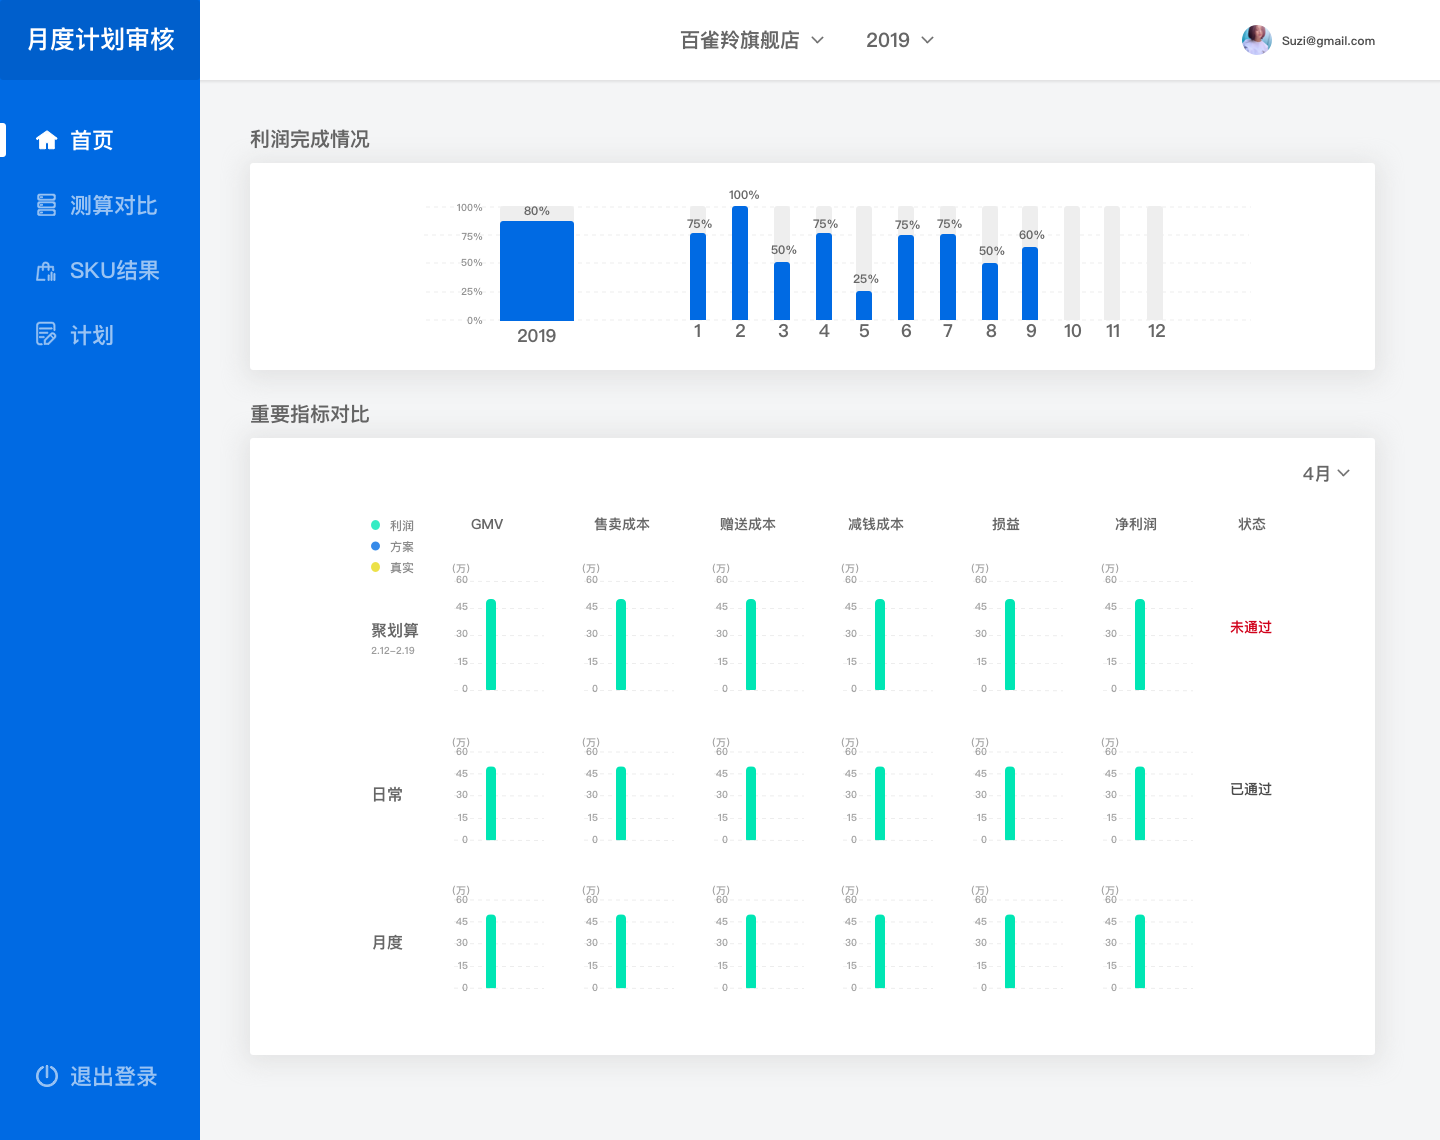 月度计划审核
百雀羚旗舰店
2019
Suzi@gmail.com
首页
测算对比
SKU结果
计划
退出登录
利润完成情况
100%
75%
50%
25%
0%
80%
2019
75%
100%
50%
75%
25%
75%
75%
50%
60%
1 2 3 4 5 6 7 8 9 10 11 12
重要指标对比
4月
利润
方案
真实
GMV 售卖成本 赠送成本 减钱成本 损益 净利润 状态
聚划算
2.12-2.19
(万) (万) (万) (万) (万) (万)
60 60 60 60 60 60
45 45 45 45 45 45
30 30 30 30 30 30
15 15 15 15 15 15
0 0 0 0 0 0
未通过
日常
(万) (万) (万) (万) (万) (万)
60 60 60 60 60 60
45 45 45 45 45 45
30 30 30 30 30 30
15 15 15 15 15 15
0 0 0 0 0 0
已通过
月度
(万) (万) (万) (万) (万) (万)
60 60 60 60 60 60
45 45 45 45 45 45
30 30 30 30 30 30
15 15 15 15 15 15
0 0 0 0 0 0